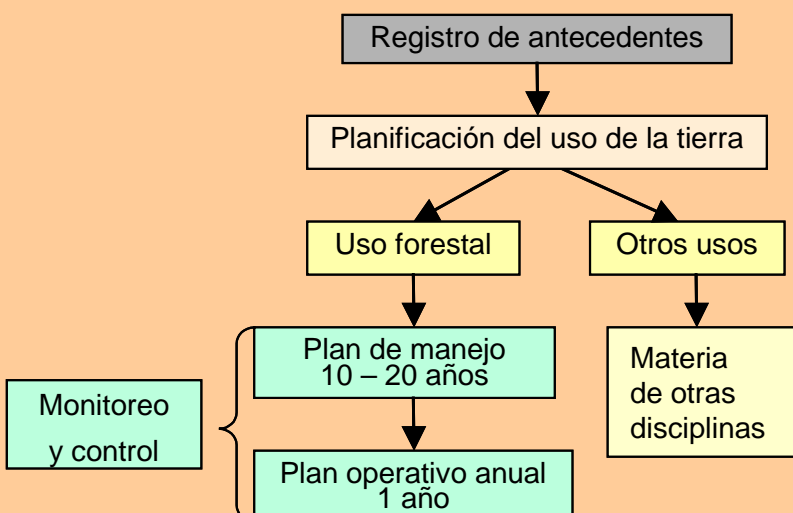 Registro de antecedentes
Planificación del uso de la tierra
Uso forestal
Otros usos
Plan de manejo
10 – 20 años
Materia
de otras
disciplinas
Monitoreo
y control
Plan operativo anual
1 año